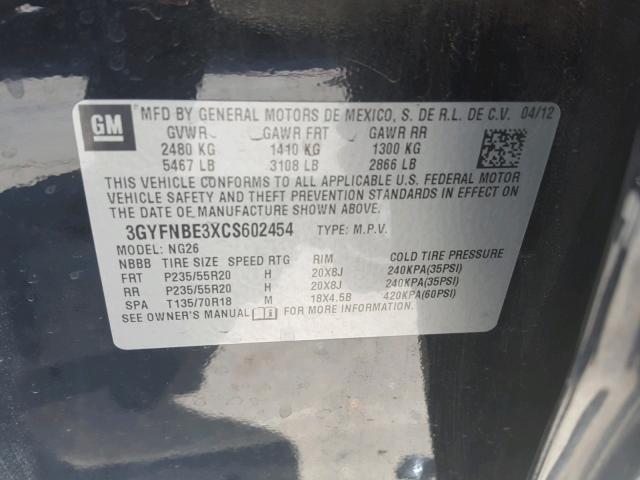 GM
MFD BY GENERAL MOTORS DE MEXICO, S. DE R.L. DE C.V. 04/12
GVWR GAWR FRT GAWR RR
2480 KG 1410 KG 1300 KG
5467 LB 3108 LB 2866 LB
THIS VEHICLE CONFORMS TO ALL APPLICABLE U.S. FEDERAL MOTOR
VEHICLE SAFETY AND THEFT PREVENTION STANDARDS IN EFFECT ON
THE DATE OF MANUFACTURE SHOWN ABOVE.
3GYFNBE3XCS602454 TYPE: M.P.V.
MODEL: NG26
NBBB TIRE SIZE SPEED RTG RIM COLD TIRE PRESSURE
FRT P235/55R20 H 20X8J 240KPA(35PSI)
RR P235/55R20 H 20X8J 240KPA(35PSI)
SPA T135/70R18 M 18X4.5B 420KPA(60PSI)
SEE OWNER'S MANUAL FOR MORE INFORMATION.